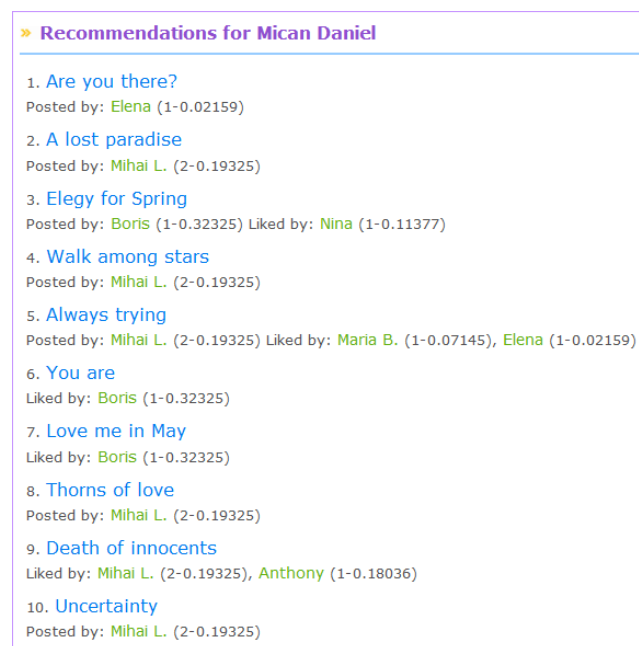 » Recommendations for Mican Daniel
1. Are you there?
Posted by: Elena (1-0.02159)
2. A lost paradise
Posted by: Mihai L. (2-0.19325)
3. Elegy for Spring
Posted by: Boris (1-0.32325) Liked by: Nina (1-0.11377)
4. Walk among stars
Posted by: Mihai L. (2-0.19325)
5. Always trying
Posted by: Mihai L. (2-0.19325) Liked by: Maria B. (1-0.07145), Elena (1-0.02159)
6. You are
Liked by: Boris (1-0.32325)
7. Love me in May
Liked by: Boris (1-0.32325)
8. Thorns of love
Posted by: Mihai L. (2-0.19325)
9. Death of innocents
Liked by: Mihai L. (2-0.19325), Anthony (1-0.18036)
10. Uncertainty
Posted by: Mihai L. (2-0.19325)